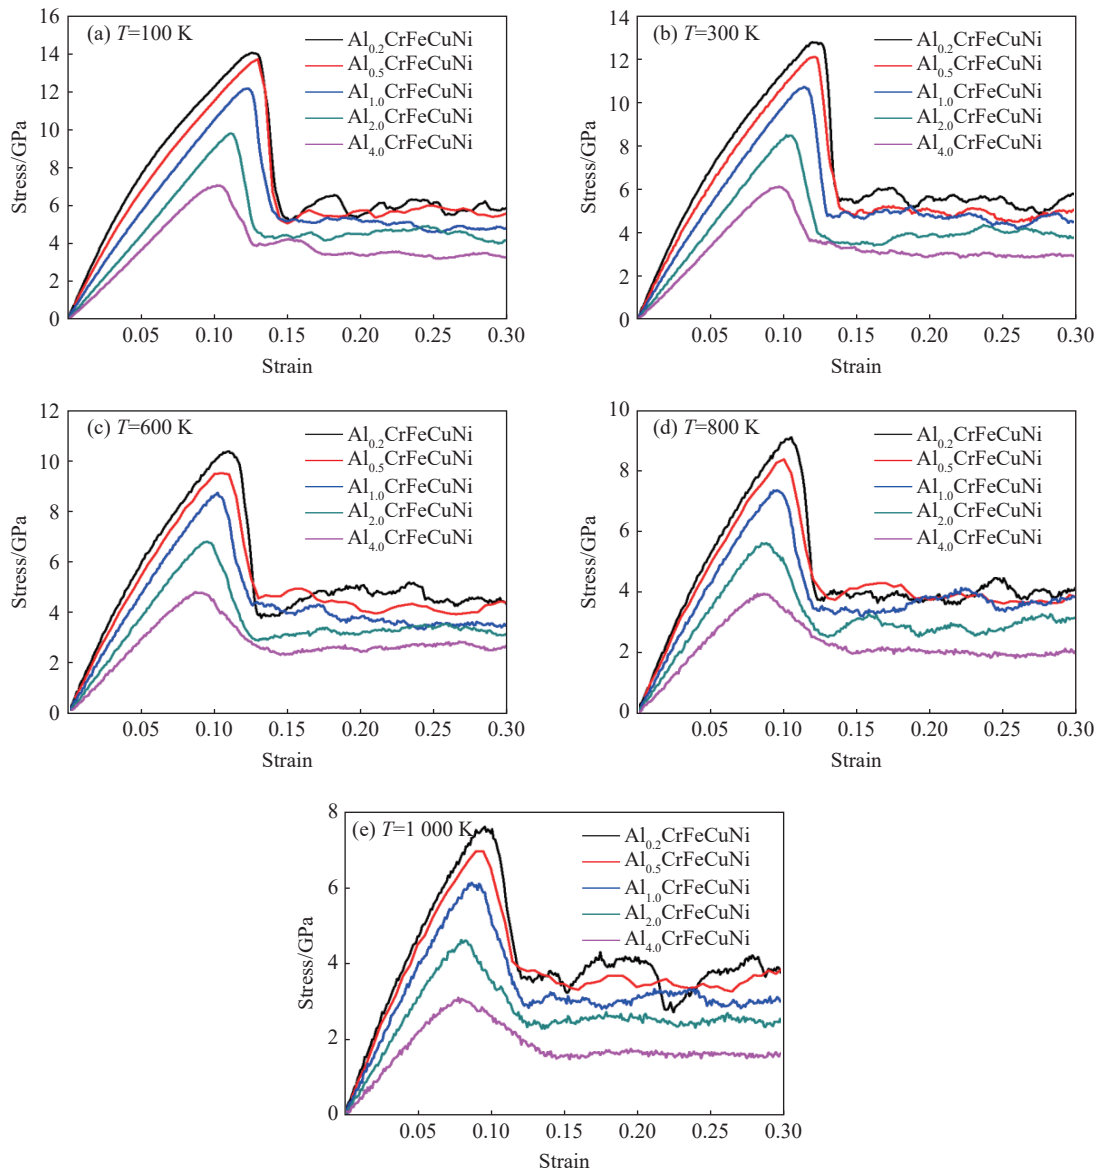 (a) T=100 K
Al0.2CrFeCuNi
Al0.5CrFeCuNi
Al1.0CrFeCuNi
Al2.0CrFeCuNi
Al4.0CrFeCuNi
Stress/GPa
16
14
12
10
8
6
4
2
0
0.05 0.10 0.15 0.20 0.25 0.30
Strain
(b) T=300 K
Al0.2CrFeCuNi
Al0.5CrFeCuNi
Al1.0CrFeCuNi
Al2.0CrFeCuNi
Al4.0CrFeCuNi
Stress/GPa
14
12
10
8
6
4
2
0
0.05 0.10 0.15 0.20 0.25 0.30
Strain
(c) T=600 K
Al0.2CrFeCuNi
Al0.5CrFeCuNi
Al1.0CrFeCuNi
Al2.0CrFeCuNi
Al4.0CrFeCuNi
Stress/GPa
12
10
8
6
4
2
0
0.05 0.10 0.15 0.20 0.25 0.30
Strain
(d) T=800 K
Al0.2CrFeCuNi
Al0.5CrFeCuNi
Al1.0CrFeCuNi
Al2.0CrFeCuNi
Al4.0CrFeCuNi
Stress/GPa
10
8
6
4
2
0
0.05 0.10 0.15 0.20 0.25 0.30
Strain
(e) T=1 000 K
Al0.2CrFeCuNi
Al0.5CrFeCuNi
Al1.0CrFeCuNi
Al2.0CrFeCuNi
Al4.0CrFeCuNi
Stress/GPa
8
6
4
2
0
0.05 0.10 0.15 0.20 0.25 0.30
Strain